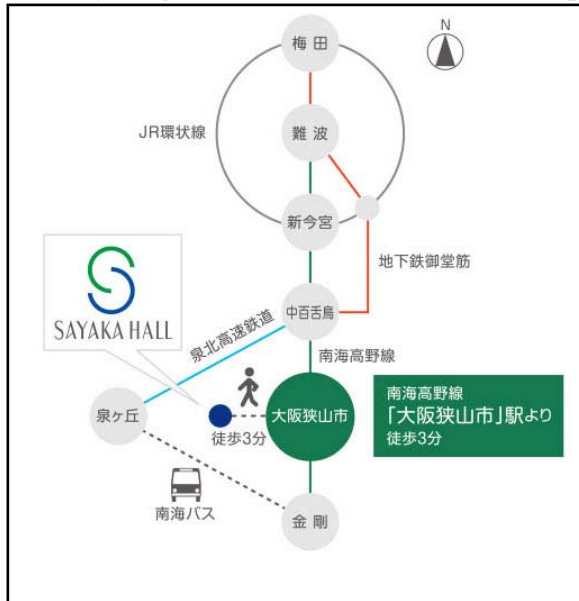 梅田
N
JR環状線
難波
新今宮
地下鉄御堂筋
SAYAKA HALL
中百舌鳥
泉北高速鉄道
南海高野線
泉ヶ丘
徒歩3分
大阪狭山市
南海高野線
「大阪狭山市」駅より
徒歩3分
南海バス
金剛